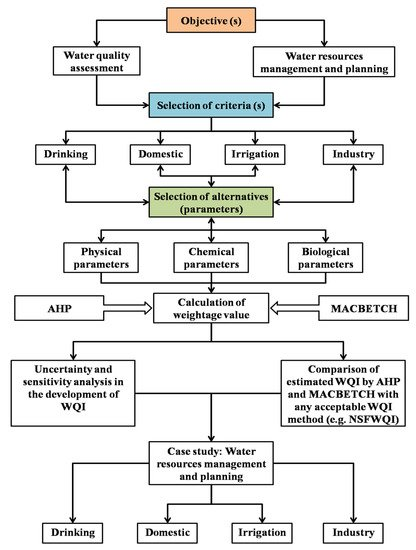 Objective (s)
Water quality
assessment
Water resources
management and planning
Selection of criteria (s)
Drinking
Domestic
Irrigation
Industry
Selection of alternatives
(parameters)
Physical
parameters
Chemical
parameters
Biological
parameters
AHP
Calculation of
weightage value
MACBETCH
Uncertainty and
sensitivity analysis in
the development of
WQI
Comparison of
estimated WQI by AHP
and MACBETCH with
any acceptable WQI
method (e.g. NSFWQI)
Case study: Water
resources management
and planning
Drinking
Domestic
Irrigation
Industry